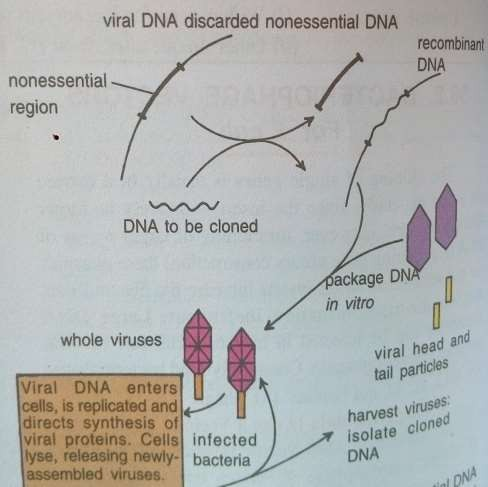 viral DNA discarded nonessential DNA
recombinant
DNA
nonessential
region
DNA to be cloned
package DNA
in vitro
whole viruses
viral head and
tail particles
Viral DNA enters
cells, is replicated and
directs synthesis of
viral proteins. Cells
lyse, releasing newly-
assembled viruses.
infected
bacteria
harvest viruses:
isolate cloned
DNA
DNA